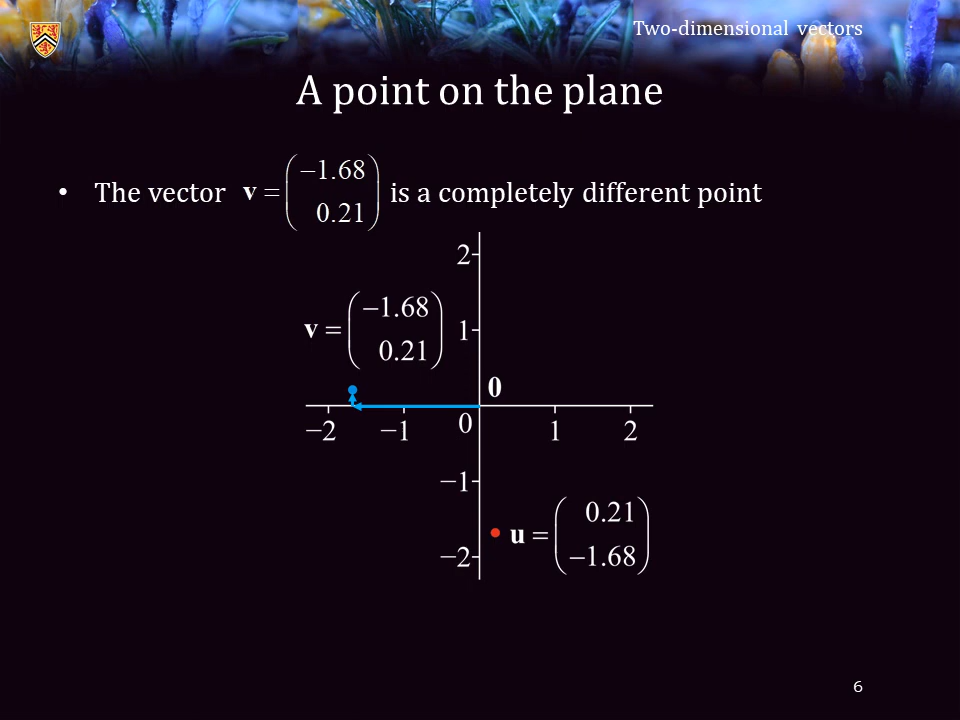 Two-dimensional vectors
A point on the plane
• The vector v = (−1.68
0.21) is a completely different point
2
v = (−1.68
0.21)
1
0
−2 −1 0 1 2
−1
u = (0.21
−1.68)
−2
6